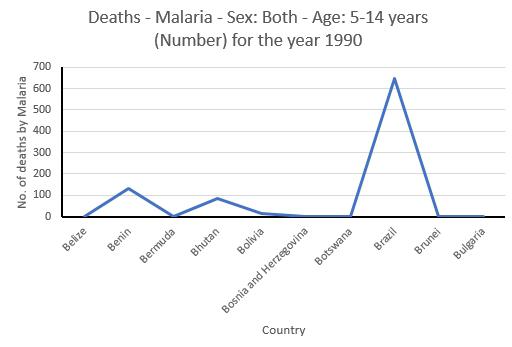 Deaths - Malaria - Sex: Both - Age: 5-14 years
(Number) for the year 1990
No. of deaths by Malaria
700
600
500
400
300
200
100
0
Belize
Benin
Bermuda
Bhutan
Bolivia
Bosnia and Herzegovina
Botswana
Brazil
Brunei
Bulgaria
Country